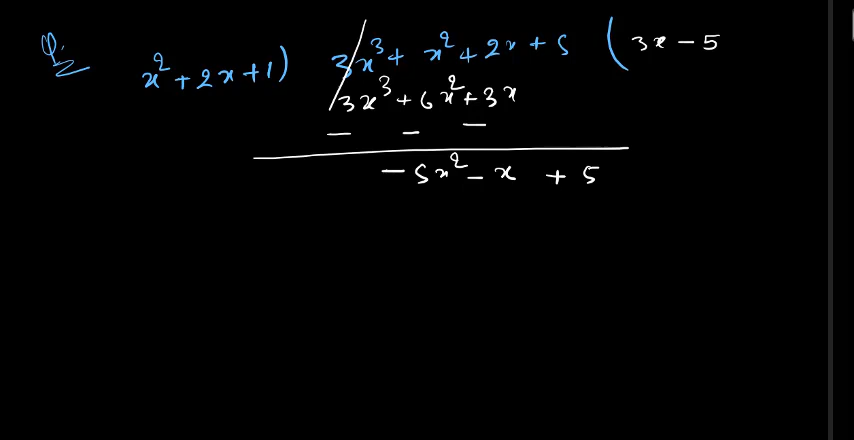 Q:
x² + 2x + 1) 3x³ + x² + 2x + 5 (3x - 5
3x³ + 6x² + 3x
- - -
- 5x² - x + 5